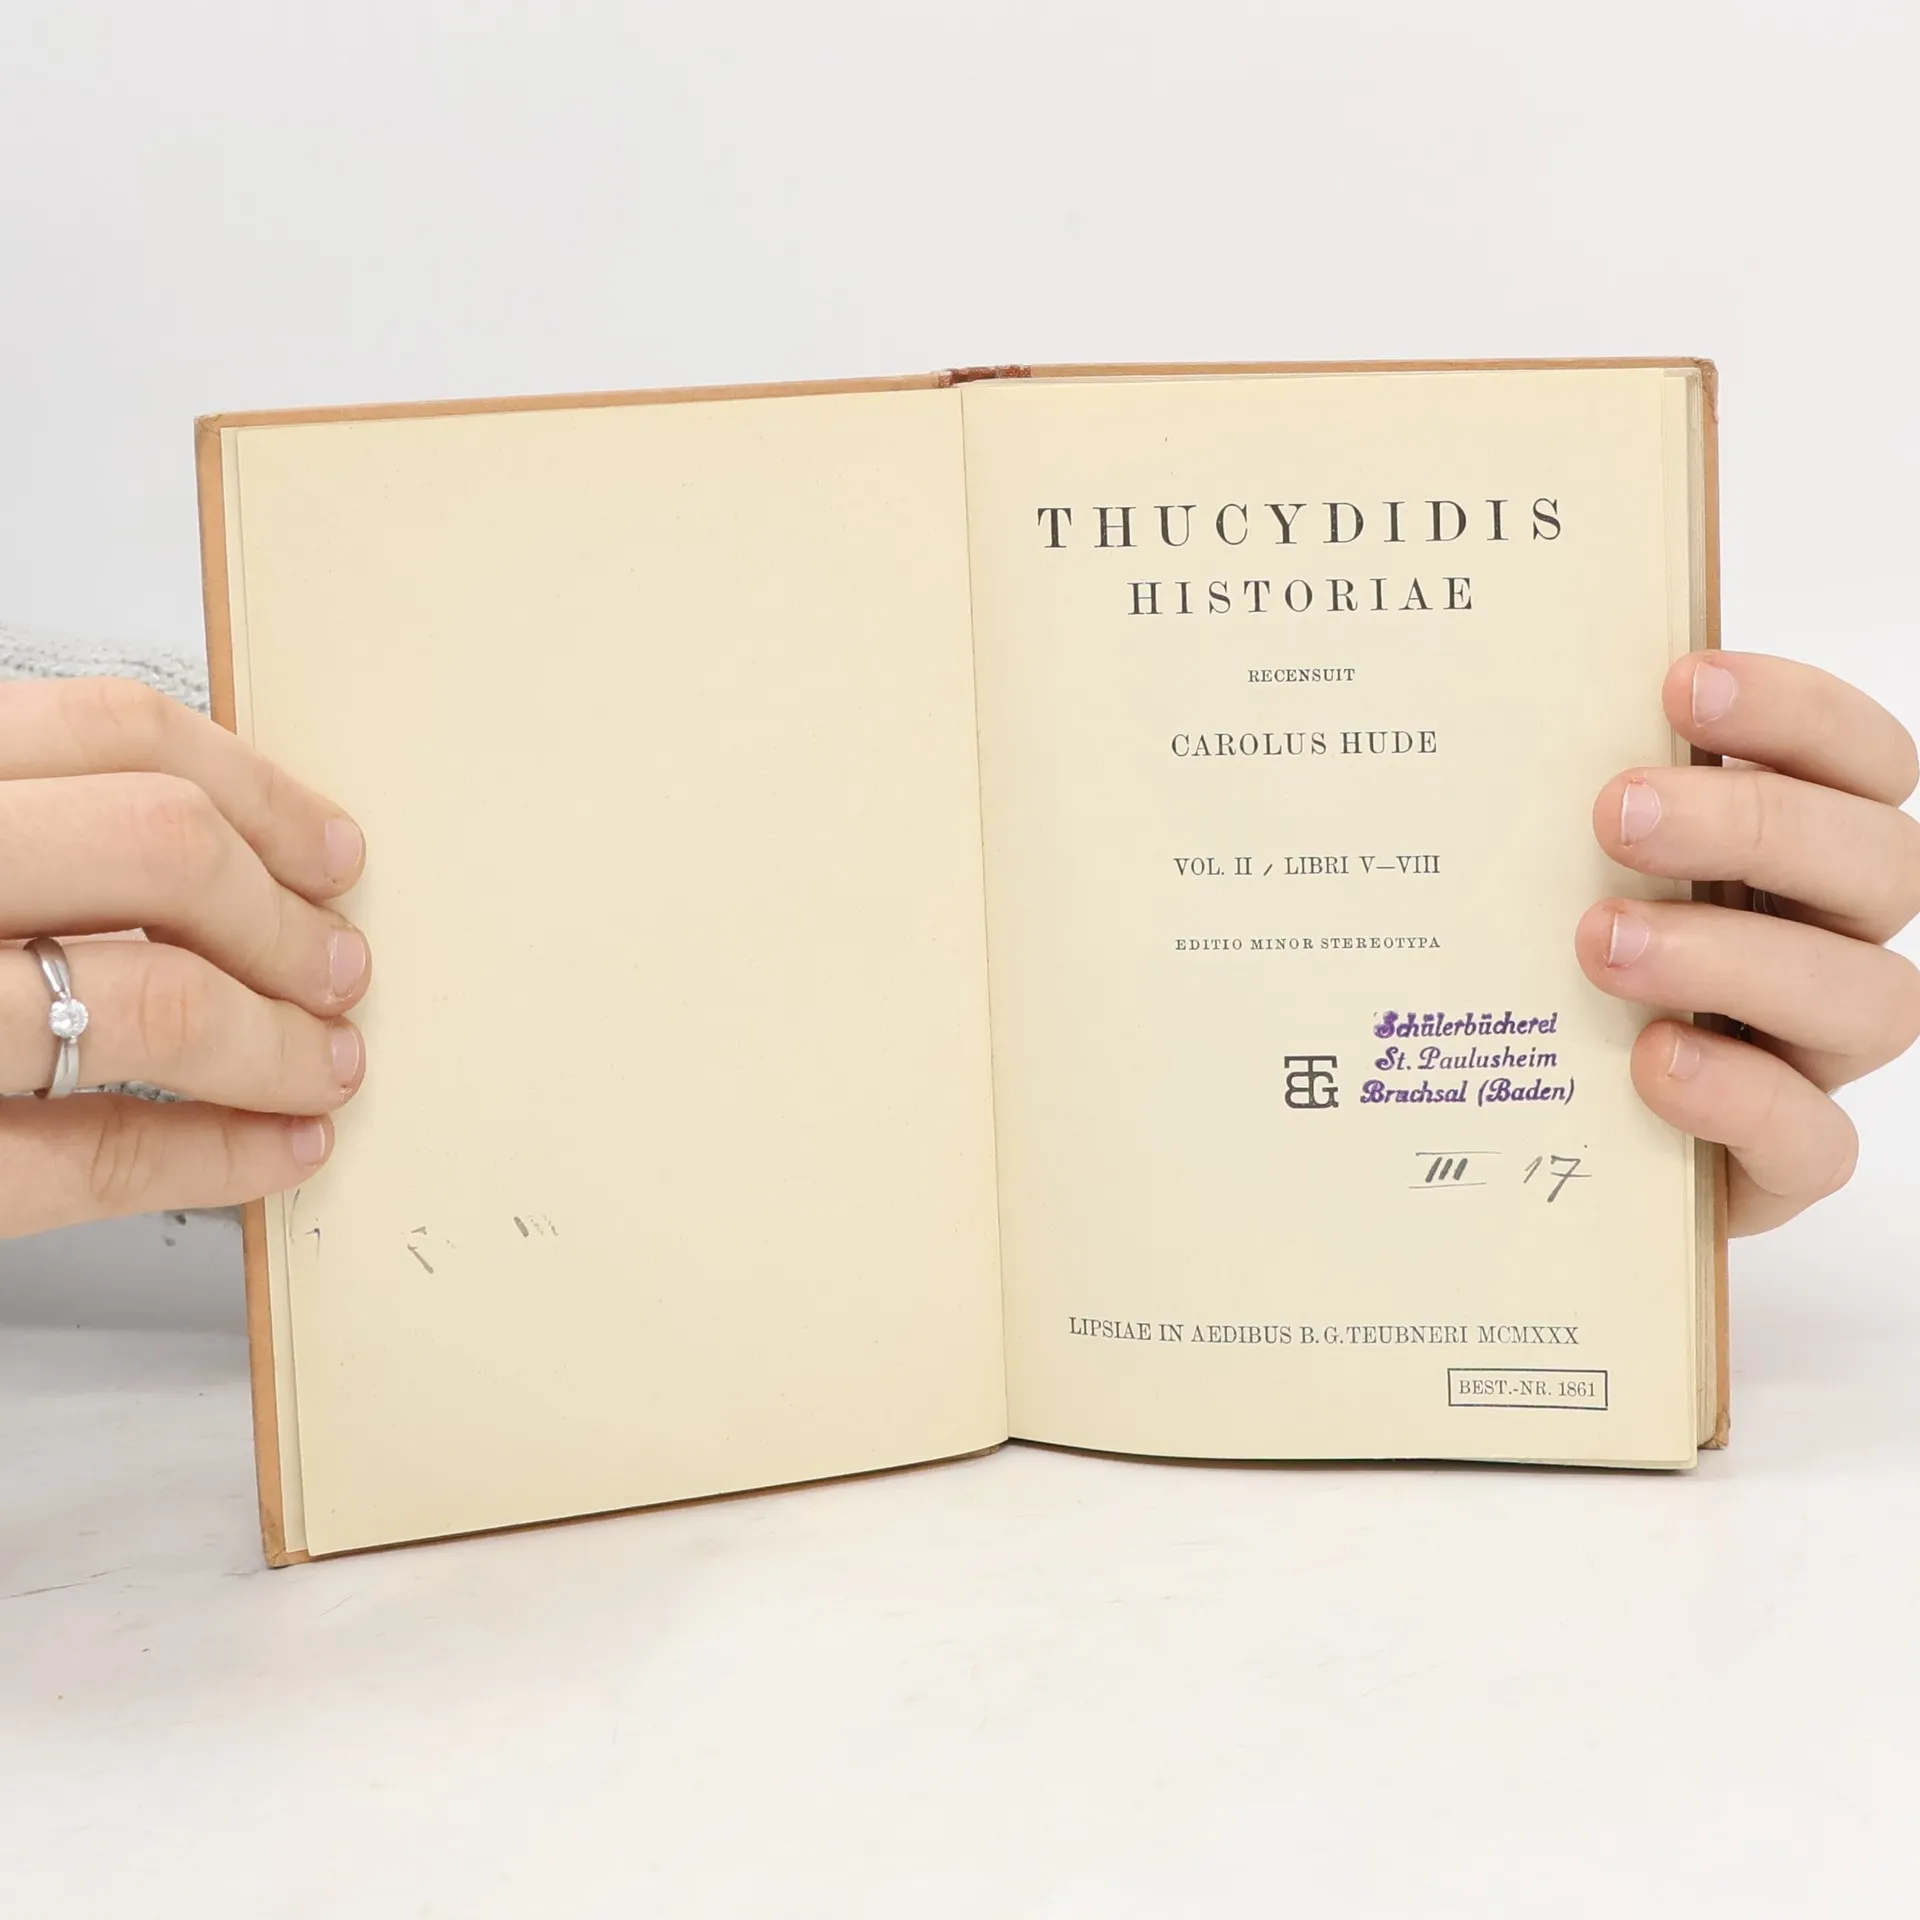 THUCYDIDIS
HISTORIAE
RECENSUIT
CAROLUS HUDE
VOL. II / LIBRI V—VIII
EDITIO MINOR STEREOTYPA
Schülerbücherei
St. Paulusheim
Bruchsal (Baden)
BTG
III 17
LIPSIAE IN AEDIBUS B. G. TEUBNERI MCMXXX
BEST.-NR. 1861